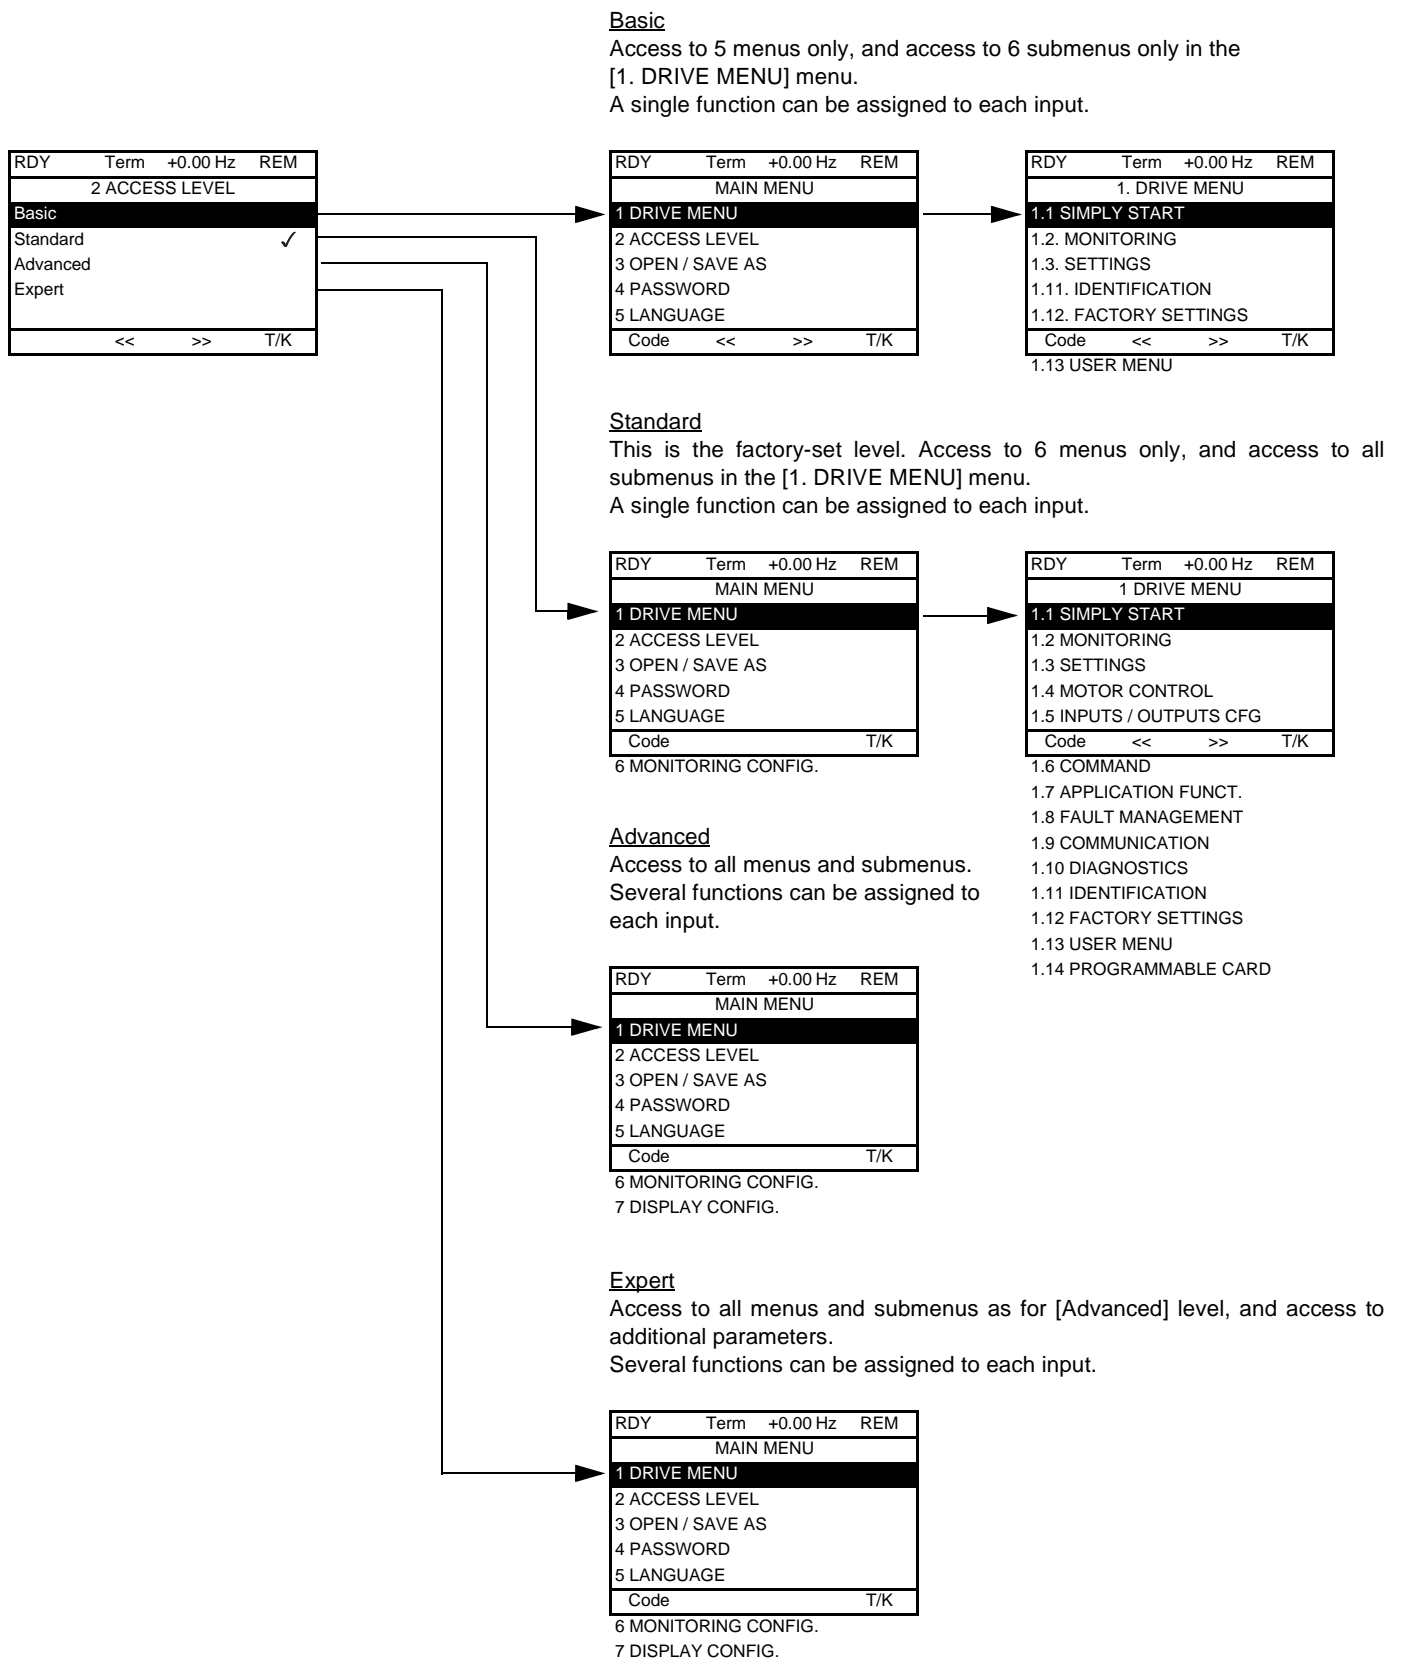 Basic
Access to 5 menus only, and access to 6 submenus only in the
[1. DRIVE MENU] menu.
A single function can be assigned to each input.
RDY Term +0.00 Hz REM
2 ACCESS LEVEL
Basic
Standard ✓
Advanced
Expert
<< >> T/K
RDY Term +0.00 Hz REM
MAIN MENU
1 DRIVE MENU
2 ACCESS LEVEL
3 OPEN / SAVE AS
4 PASSWORD
5 LANGUAGE
Code << >> T/K
RDY Term +0.00 Hz REM
1. DRIVE MENU
1.1 SIMPLY START
1.2. MONITORING
1.3. SETTINGS
1.11. IDENTIFICATION
1.12. FACTORY SETTINGS
Code << >> T/K
1.13 USER MENU
Standard
This is the factory-set level. Access to 6 menus only, and access to all
submenus in the [1. DRIVE MENU] menu.
A single function can be assigned to each input.
RDY Term +0.00 Hz REM
MAIN MENU
1 DRIVE MENU
2 ACCESS LEVEL
3 OPEN / SAVE AS
4 PASSWORD
5 LANGUAGE
Code T/K
6 MONITORING CONFIG.
RDY Term +0.00 Hz REM
1 DRIVE MENU
1.1 SIMPLY START
1.2 MONITORING
1.3 SETTINGS
1.4 MOTOR CONTROL
1.5 INPUTS / OUTPUTS CFG
Code << >> T/K
1.6 COMMAND
1.7 APPLICATION FUNCT.
1.8 FAULT MANAGEMENT
1.9 COMMUNICATION
1.10 DIAGNOSTICS
1.11 IDENTIFICATION
1.12 FACTORY SETTINGS
1.13 USER MENU
1.14 PROGRAMMABLE CARD
Advanced
Access to all menus and submenus.
Several functions can be assigned to
each input.
RDY Term +0.00 Hz REM
MAIN MENU
1 DRIVE MENU
2 ACCESS LEVEL
3 OPEN / SAVE AS
4 PASSWORD
5 LANGUAGE
Code T/K
6 MONITORING CONFIG.
7 DISPLAY CONFIG.
Expert
Access to all menus and submenus as for [Advanced] level, and access to
additional parameters.
Several functions can be assigned to each input.
RDY Term +0.00 Hz REM
MAIN MENU
1 DRIVE MENU
2 ACCESS LEVEL
3 OPEN / SAVE AS
4 PASSWORD
5 LANGUAGE
Code T/K
6 MONITORING CONFIG.
7 DISPLAY CONFIG.